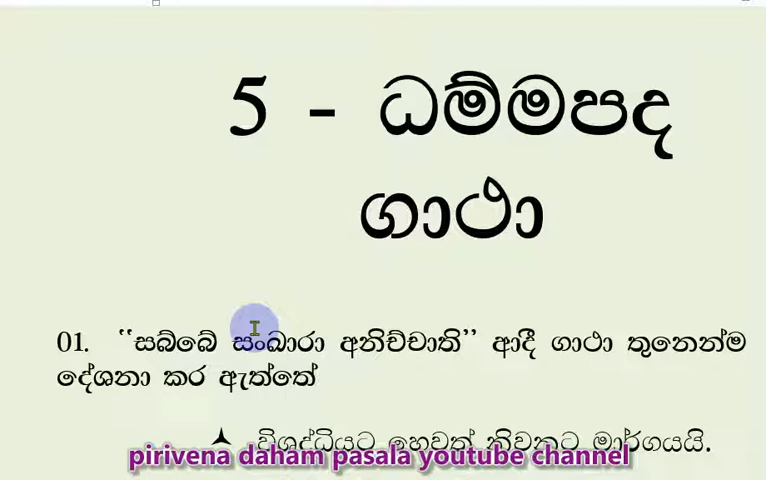 5 - ධම්මපද
ගාථා
01. “සබ්බේ සංඛාරා අනිච්චාති” ආදී ගාථා තුනෙන්ම
දේශනා කර ඇත්තේ
විශුද්ධියට හෙවත් නිවනට මාර්ගයයි.
pirivena daham pasala youtube channel